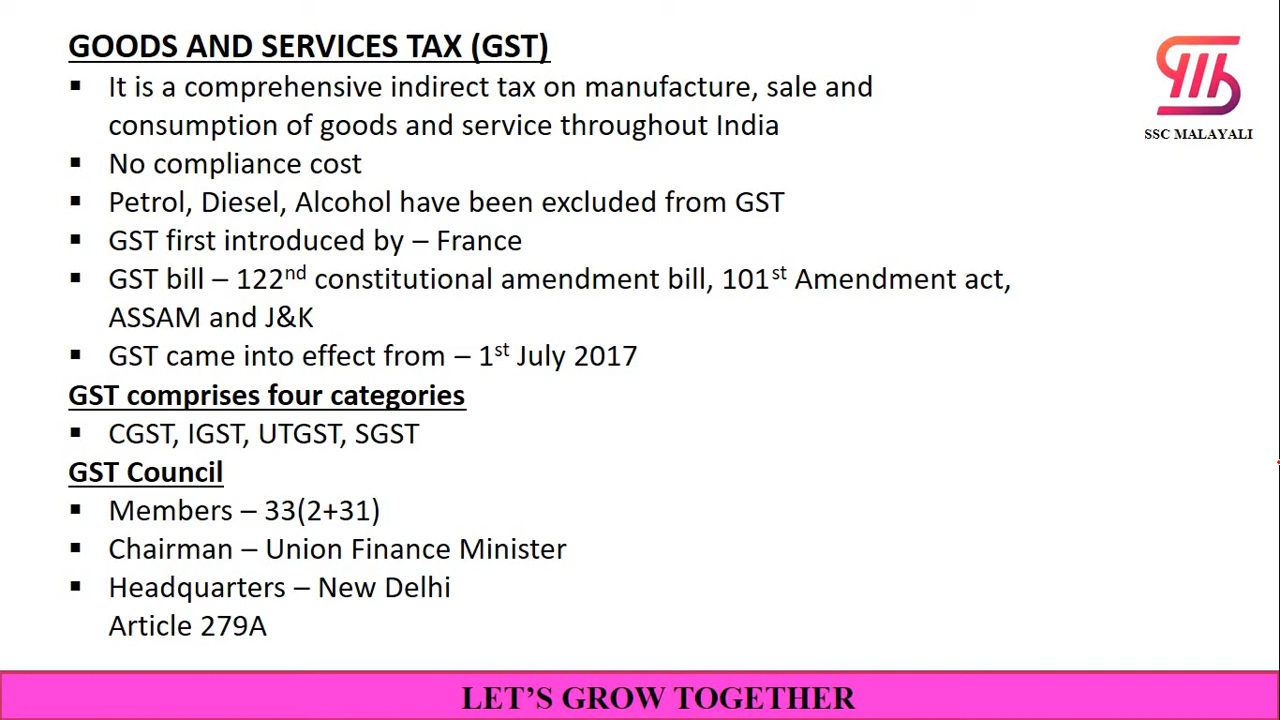 GOODS AND SERVICES TAX (GST)
▪ It is a comprehensive indirect tax on manufacture, sale and
consumption of goods and service throughout India
▪ No compliance cost
▪ Petrol, Diesel, Alcohol have been excluded from GST
▪ GST first introduced by – France
▪ GST bill – 122nd constitutional amendment bill, 101st Amendment act,
ASSAM and J&K
▪ GST came into effect from – 1st July 2017
GST comprises four categories
▪ CGST, IGST, UTGST, SGST
GST Council
▪ Members – 33(2+31)
▪ Chairman – Union Finance Minister
▪ Headquarters – New Delhi
Article 279A
SSC MALAYALI
LET'S GROW TOGETHER